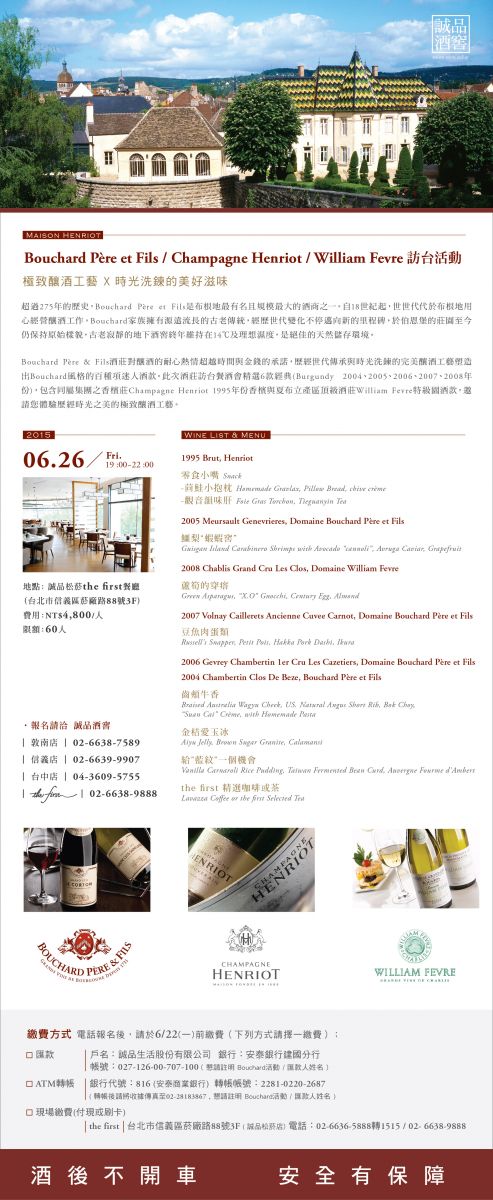 誠品
酒窖
MAISON HENRIOT
Bouchard Père et Fils / Champagne Henriot / William Fevre 訪台活動
極致釀酒工藝 X 時光洗鍊的美好滋味
超過275年的歷史，Bouchard Père et Fils是布根地最有名且規模最大的酒商之一，自18世紀起，世世代代於布根地用
心經營釀酒工作，Bouchard家族擁有源遠流長的古老傳統，經歷世代變化不停邁向新的里程碑，於伯恩堡的莊園至今
仍保持原始樣貌，古老寂靜的地下酒窖終年維持在14℃及理想濕度，是絕佳的天然儲存環境。
Bouchard Père & Fils酒莊對釀酒的耐心熱情超越時間與金錢的承諾，歷經世代傳承與時光洗鍊的完美釀酒工藝塑造
出Bouchard風格的百種項迷人酒款。此次酒莊訪台餐酒會精選6款經典(Burgundy 2004、2005、2006、2007、2008年
份)，包含同屬集團之香檳莊Champagne Henriot 1995年份香檳與夏布立產區頂級酒莊William Fevre特級園酒款，邀
請您體驗歷經時光之美的極致釀酒工藝。
2015
06.26 / Fri.
19:00-22:00
地點：誠品松菸the first餐廳
(台北市信義區菸廠路88號3F)
費用：NT$4,800/人
限額：60人
・報名請洽 誠品酒窖
| 敦南店 | 02-6638-7589
| 信義店 | 02-6639-9907
| 台中店 | 04-3609-5755
| the first | 02-6638-9888
WINE LIST & MENU
1995 Brut, Henriot
零食小嘴 Snack
-蒔鮭小抱枕 Homemade Gravlax, Pillow Bread, chive crème
-觀音韻味肝 Foie Gras Torchon, Tieguanyin Tea
2005 Meursault Genevrieres, Domaine Bouchard Père et Fils
鱷梨"蝦蝦窖"
Guisgan Island Carabinero Shrimps with Avocado "cannoli", Avruga Caviar, Grapefruit
2008 Chablis Grand Cru Les Clos, Domaine William Fevre
蘆筍的穿搭
Green Asparagus, "X.O" Gnocchi, Century Egg, Almond
2007 Volnay Caillerets Ancienne Cuvee Carnot, Domaine Bouchard Père et Fils
豆魚肉蛋類
Russell's Snapper, Petit Pois, Hakka Pork Dashi, Ikura
2006 Gevrey Chambertin 1er Cru Les Cazetiers, Domaine Bouchard Père et Fils
2004 Chambertin Clos De Beze, Bouchard Père et Fils
齒頰牛香
Braised Australia Wagyu Cheek, US. Natural Angus Short Rib, Bok Choy,
"Suan Cai" Crème, with Homemade Pasta
金桔愛玉冰
Aiyu Jelly, Brown Sugar Granite, Calamansi
給"藍紋"一個機會
Vanilla Carnaroli Rice Pudding, Taiwan Fermented Bean Curd, Auvergne Fourme d'Ambert
the first 精選咖啡或茶
Lavazza Coffee or the first Selected Tea
CHAMPAGNE
HENRIOT
BOUCHARD PÈRE & FILS
GRANDS VINS DE BOURGOGNE DEPUIS 1731
CHAMPAGNE
HENRIOT
MAISON FONDÉE EN 1808
WILLIAM FEVRE
CHABLIS
WILLIAM FEVRE
GRANDS VINS DE CHABLIS
繳費方式 電話報名後，請於6/22(一)前繳費（下列方式請擇一繳費）：
□ 匯款 戶名：誠品生活股份有限公司 銀行：安泰銀行建國分行
帳號：027-126-00-707-100 ( 懇請註明 Bouchard活動 / 匯款人姓名 )
□ ATM轉帳 銀行代號：816 (安泰商業銀行) 轉帳帳號：2281-0220-2687
( 轉帳後請將收據傳真至02-28183867，懇請註明 Bouchard活動 / 匯款人姓名 )
□ 現場繳費(付現或刷卡)
the first | 台北市信義區菸廠路88號3F ( 誠品松菸店) 電話：02-6636-5888轉1515 / 02- 6638-9888
酒後不開車 安全有保障